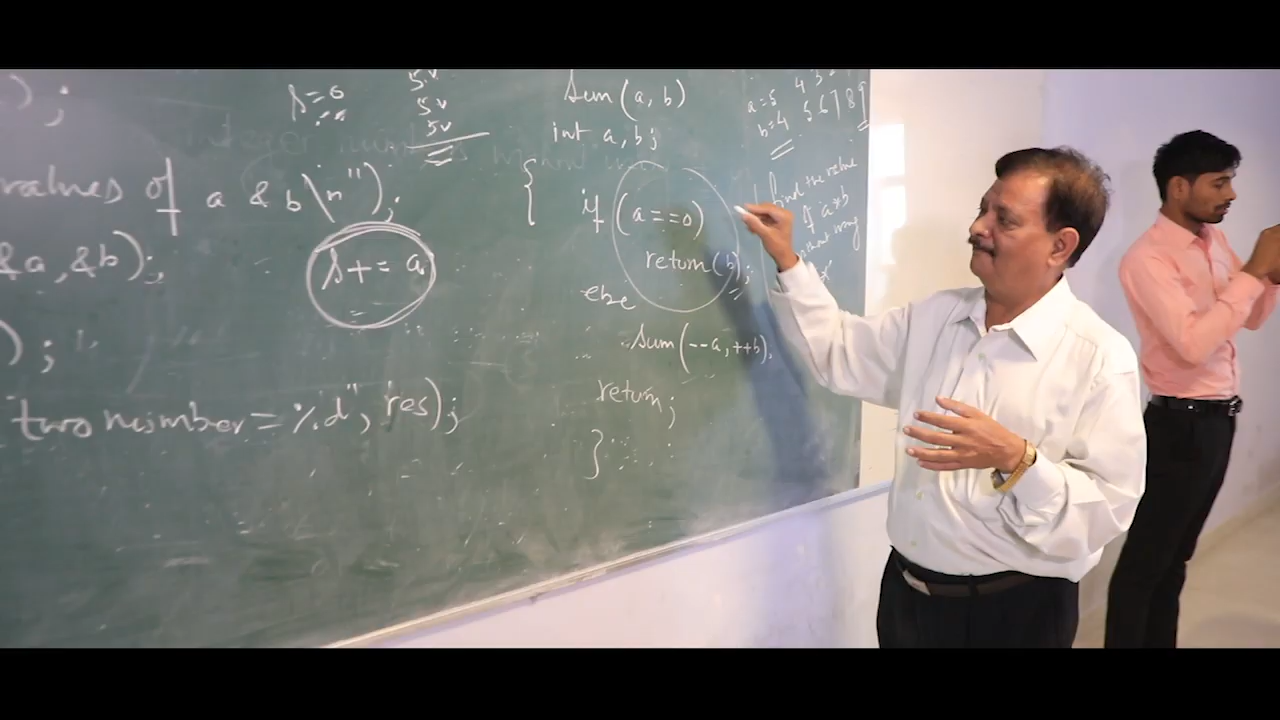 );
values of a & b\n");
&a, &b);
);
two number = %d", res);
s=0
5v
5v
5v
s+= a
Sum(a, b)
int a, b;
{
if (a==0)
return(b);
else
Sum(--a, ++b),
return;
}
a=5
b=4
4 3
5 6 7 8 9
find the value
of a*b